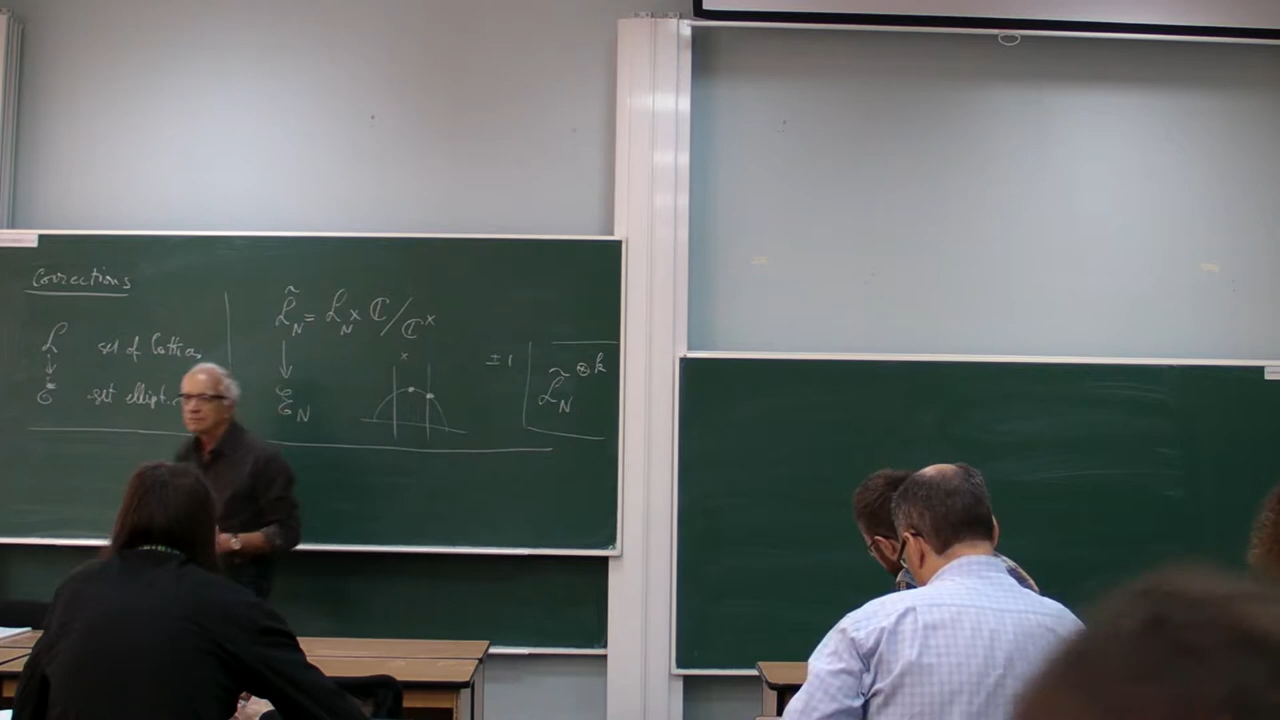 Corrections
ℒ set of lattices
↓
ℰ set ellipt.
ℒ̃_N = ℒ_N × ℂ/ℂ^×
↓
ℰ_N
×
±1
ℒ̃_N^{⊗k}